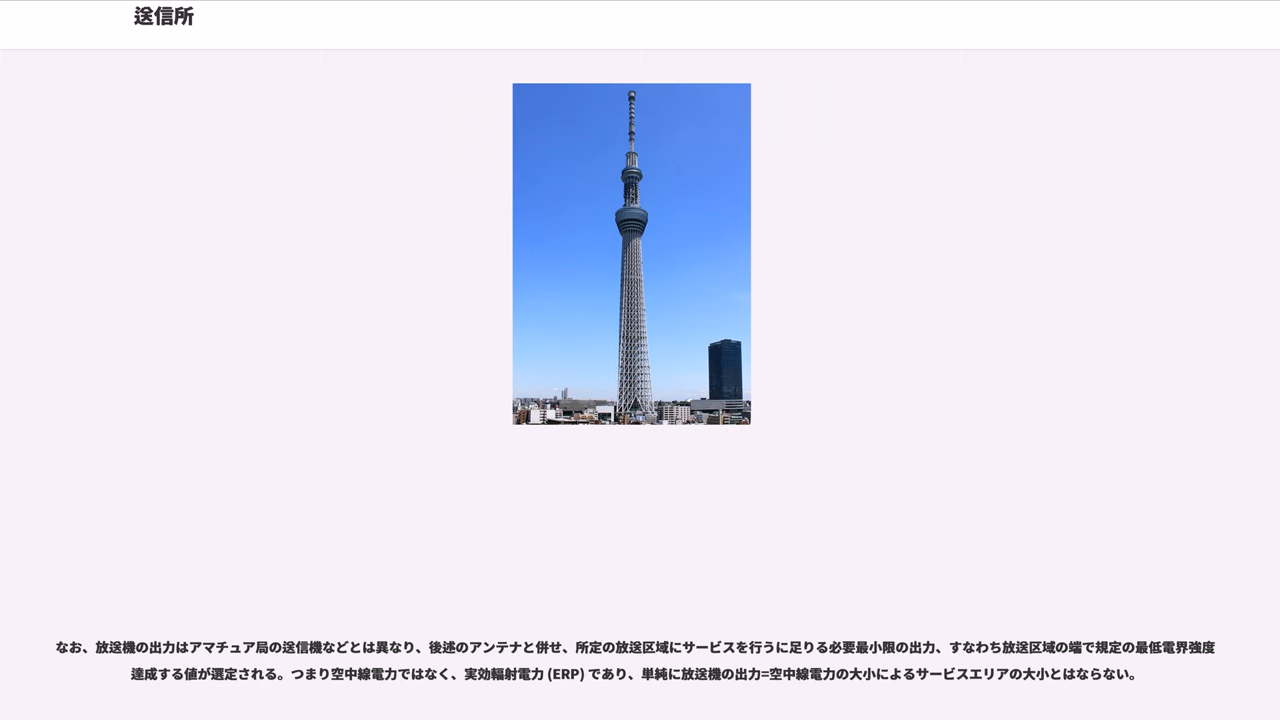 送信所
なお、放送機の出力はアマチュア局の送信機などとは異なり、後述のアンテナと併せ、所定の放送区域にサービスを行うに足りる必要最小限の出力、すなわち放送区域の端で規定の最低電界強度
達成する値が選定される。つまり空中線電力ではなく、実効輻射電力 (ERP) であり、単純に放送機の出力=空中線電力の大小によるサービスエリアの大小とはならない。